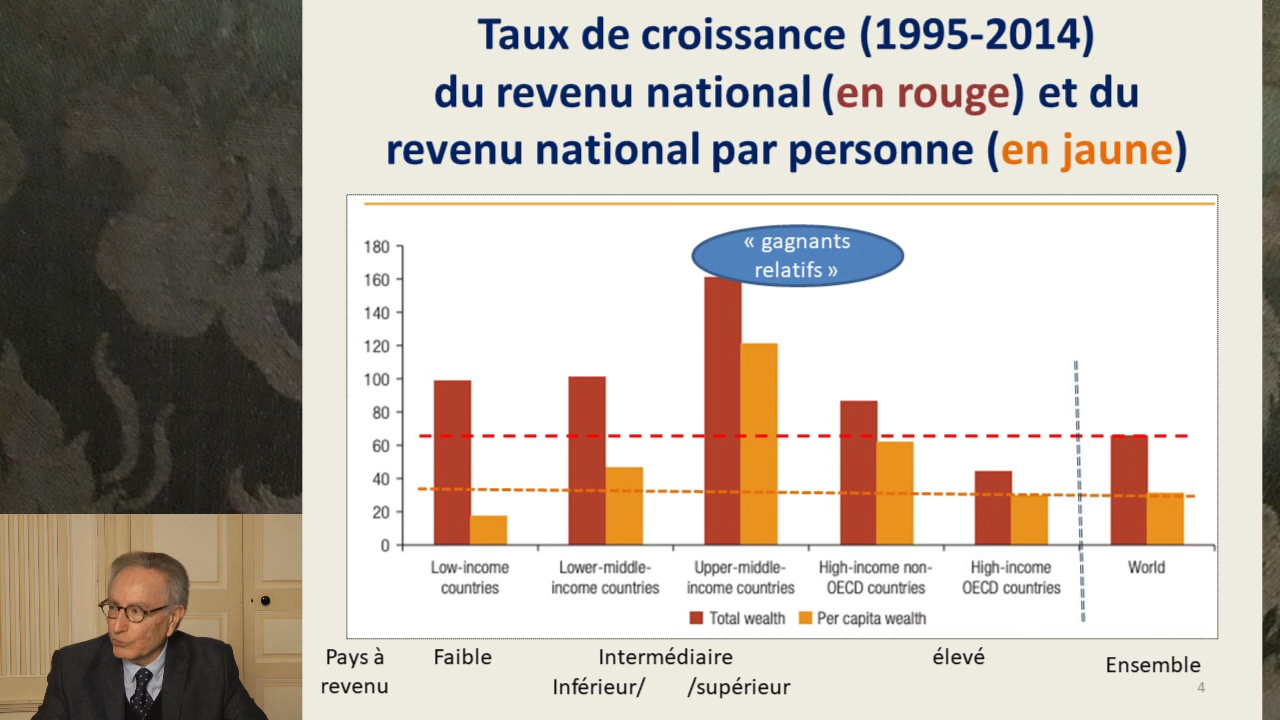 Taux de croissance (1995-2014)
du revenu national (en rouge) et du
revenu national par personne (en jaune)
« gagnants
relatifs »
180
160
140
120
100
80
60
40
20
0
Low-income
countries
Lower-middle-
income countries
Upper-middle-
income countries
High-income non-
OECD countries
High-income
OECD countries
World
Total wealth
Per capita wealth
Pays à
revenu
Faible
Intermédiaire
Inférieur/ /supérieur
élevé
Ensemble
4